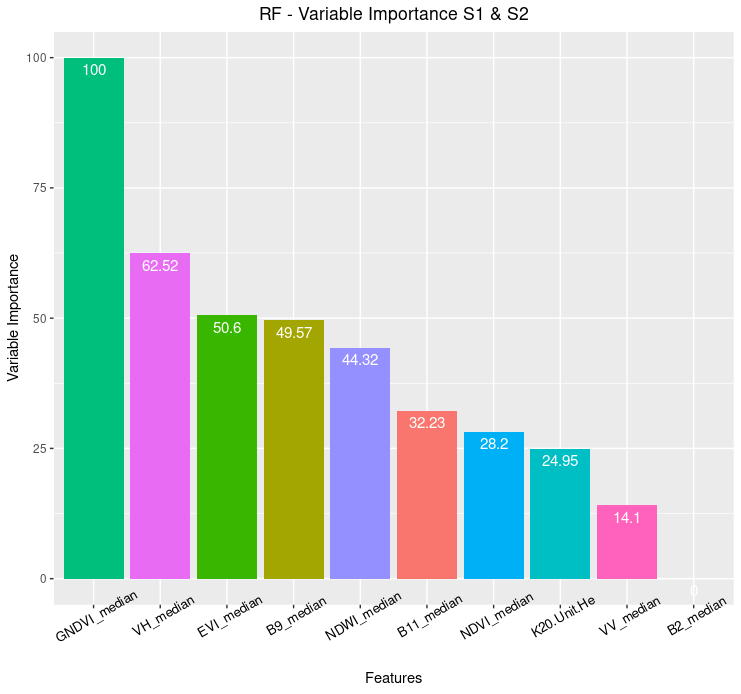 RF - Variable Importance S1 & S2
Variable Importance
100
75
50
25
0
100
62.52
50.6
49.57
44.32
32.23
28.2
24.95
14.1
0
GNDVI_median
VH_median
EVI_median
B9_median
NDWI_median
B11_median
NDVI_median
K20.Unit.He
VV_median
B2_median
Features